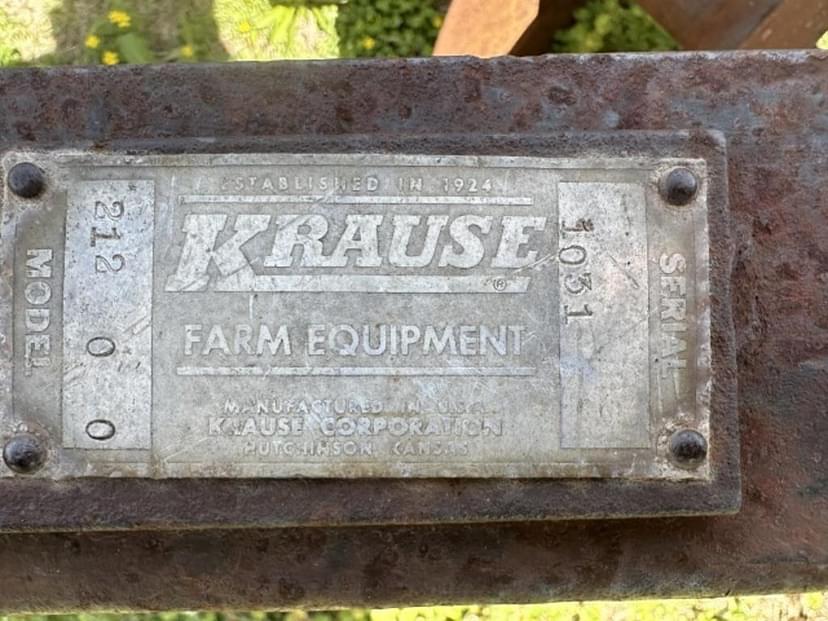 ESTABLISHED IN 1924
KRAUSE®
FARM EQUIPMENT
MANUFACTURED IN U.S.A.
KRAUSE CORPORATION
HUTCHINSON KANSAS
MODEL
212 0 0
SERIAL
1031